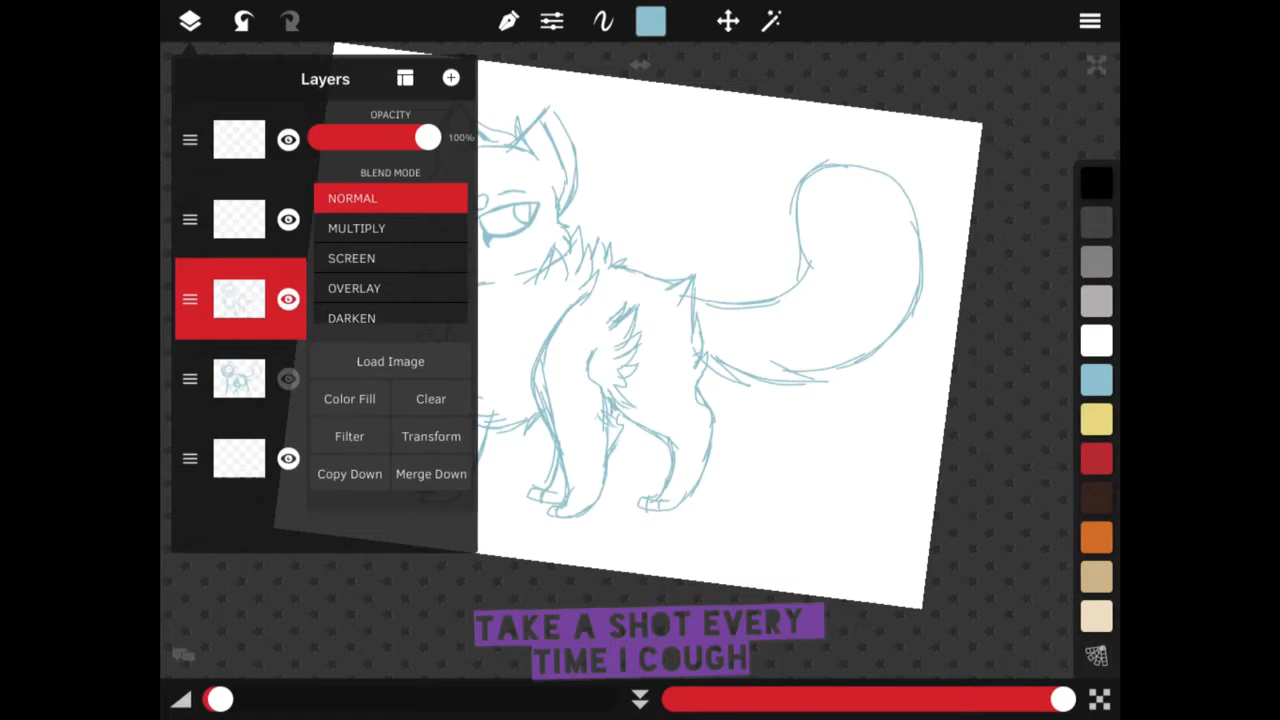 Layers
OPACITY
100%
BLEND MODE
NORMAL
MULTIPLY
SCREEN
OVERLAY
DARKEN
Load Image
Color Fill
Clear
Filter
Transform
Copy Down
Merge Down
TAKE A SHOT EVERY
TIME I COUGH